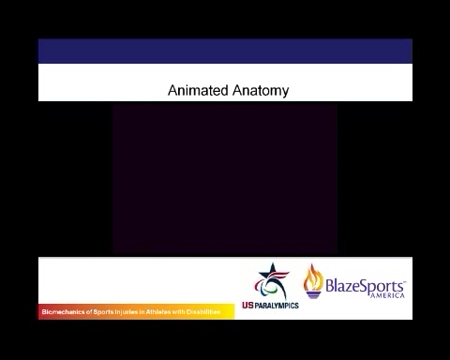 Animated Anatomy
US PARALYMPICS
BlazeSports
AMERICA
Biomechanics of Sports Injuries in Athletes with Disabilities